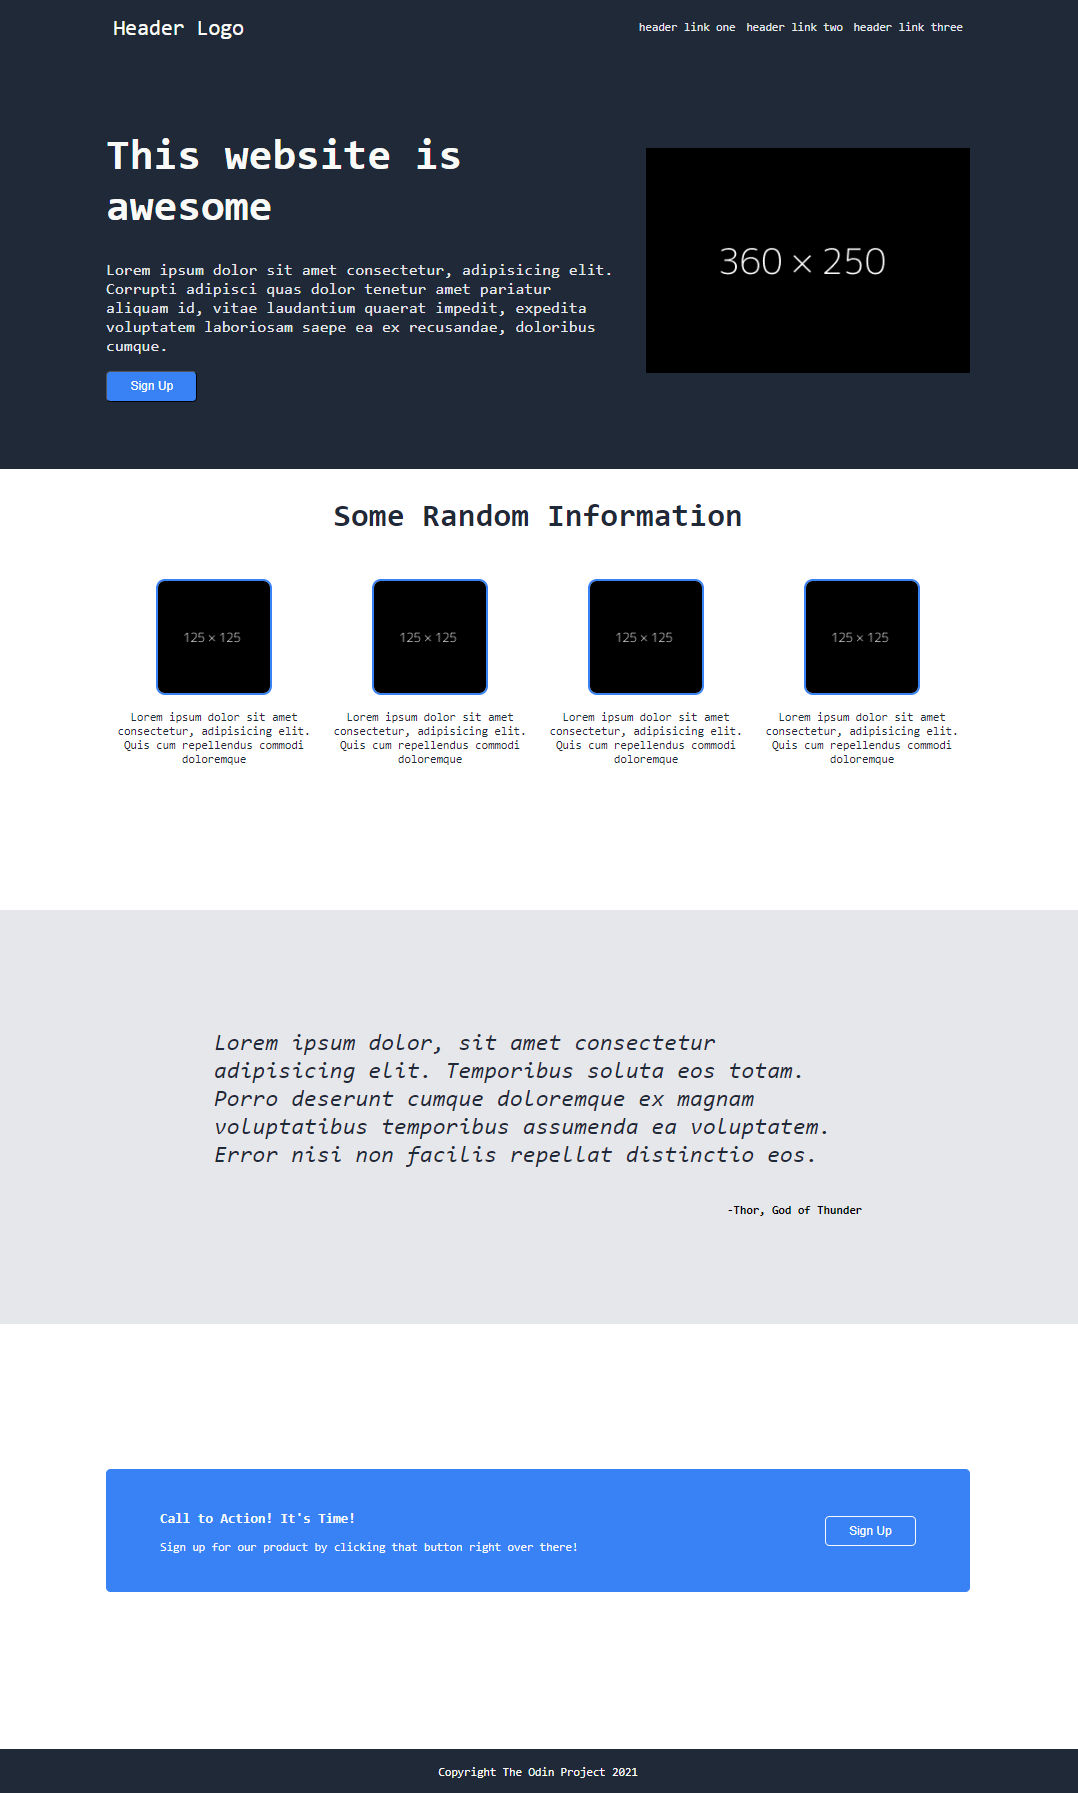 Header Logo
header link one header link two header link three
This website is
awesome
Lorem ipsum dolor sit amet consectetur, adipisicing elit.
Corrupti adipisci quas dolor tenetur amet pariatur
aliquam id, vitae laudantium quaerat impedit, expedita
voluptatem laboriosam saepe ea ex recusandae, doloribus
cumque.
Sign Up
360 × 250
Some Random Information
125 × 125
Lorem ipsum dolor sit amet
consectetur, adipisicing elit.
Quis cum repellendus commodi
doloremque
125 × 125
Lorem ipsum dolor sit amet
consectetur, adipisicing elit.
Quis cum repellendus commodi
doloremque
125 × 125
Lorem ipsum dolor sit amet
consectetur, adipisicing elit.
Quis cum repellendus commodi
doloremque
125 × 125
Lorem ipsum dolor sit amet
consectetur, adipisicing elit.
Quis cum repellendus commodi
doloremque
Lorem ipsum dolor, sit amet consectetur
adipisicing elit. Temporibus soluta eos totam.
Porro deserunt cumque doloremque ex magnam
voluptatibus temporibus assumenda ea voluptatem.
Error nisi non facilis repellat distinctio eos.
-Thor, God of Thunder
Call to Action! It's Time!
Sign up for our product by clicking that button right over there!
Sign Up
Copyright The Odin Project 2021